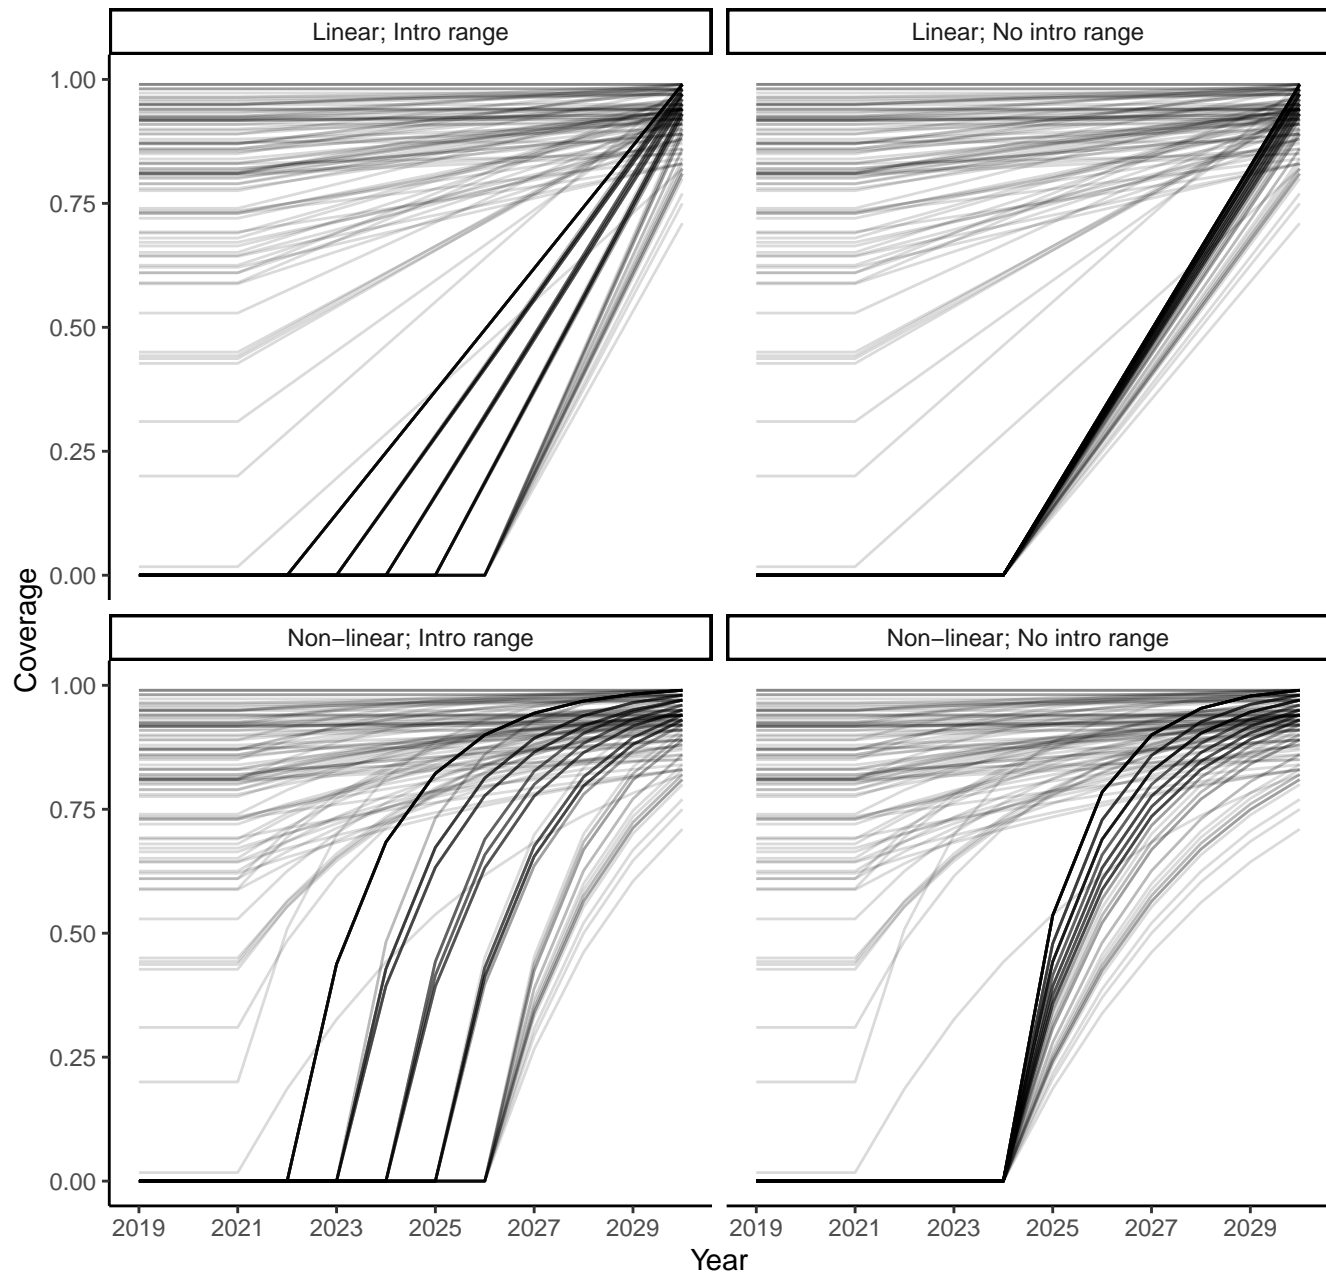 Linear; Intro range
Linear; No intro range
1.00
0.75
0.50
0.25
0.00
Coverage
Non−linear; Intro range
Non−linear; No intro range
1.00
0.75
0.50
0.25
0.00
2019 2021 2023 2025 2027 2029
2019 2021 2023 2025 2027 2029
Year